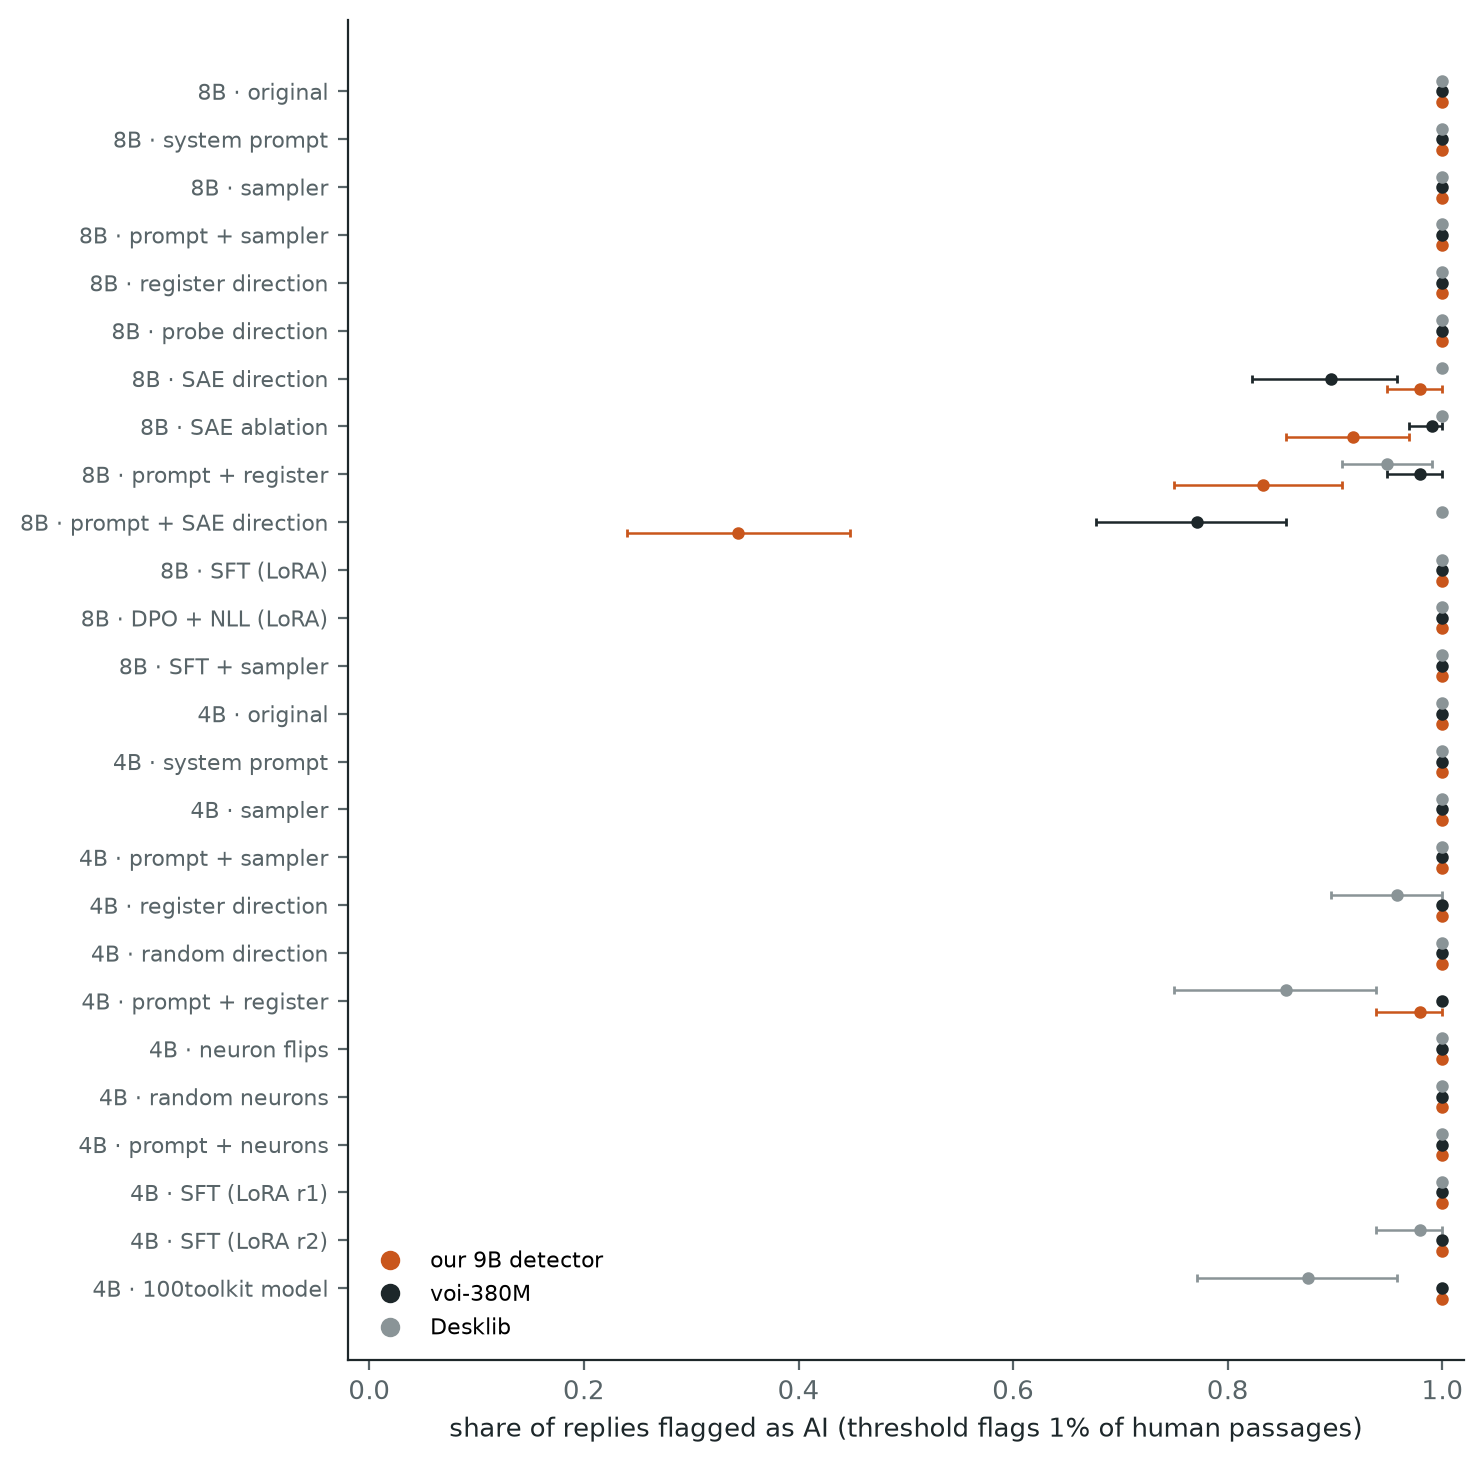 8B · original
8B · system prompt
8B · sampler
8B · prompt + sampler
8B · register direction
8B · probe direction
8B · SAE direction
8B · SAE ablation
8B · prompt + register
8B · prompt + SAE direction
8B · SFT (LoRA)
8B · DPO + NLL (LoRA)
8B · SFT + sampler
4B · original
4B · system prompt
4B · sampler
4B · prompt + sampler
4B · register direction
4B · random direction
4B · prompt + register
4B · neuron flips
4B · random neurons
4B · prompt + neurons
4B · SFT (LoRA r1)
4B · SFT (LoRA r2)
4B · 100toolkit model
our 9B detector
voi-380M
Desklib
0.0 0.2 0.4 0.6 0.8 1.0
share of replies flagged as AI (threshold flags 1% of human passages)